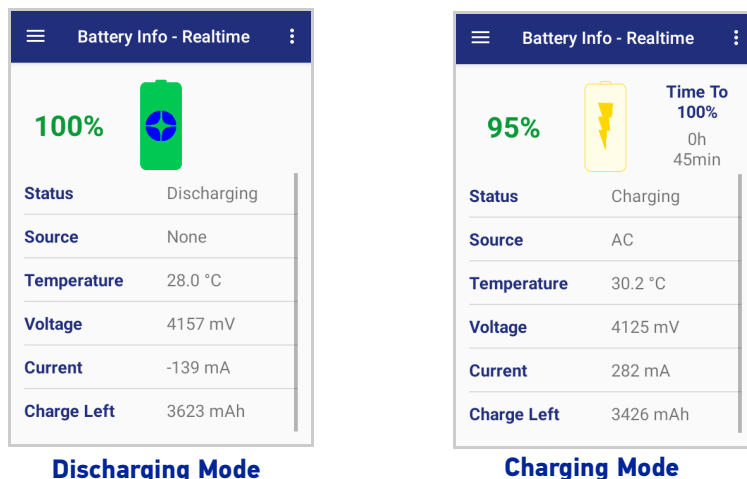 Battery Info - Realtime
100%
Status Discharging
Source None
Temperature 28.0 °C
Voltage 4157 mV
Current -139 mA
Charge Left 3623 mAh
Discharging Mode
Battery Info - Realtime
95%
Time To
100%
0h
45min
Status Charging
Source AC
Temperature 30.2 °C
Voltage 4125 mV
Current 282 mA
Charge Left 3426 mAh
Charging Mode